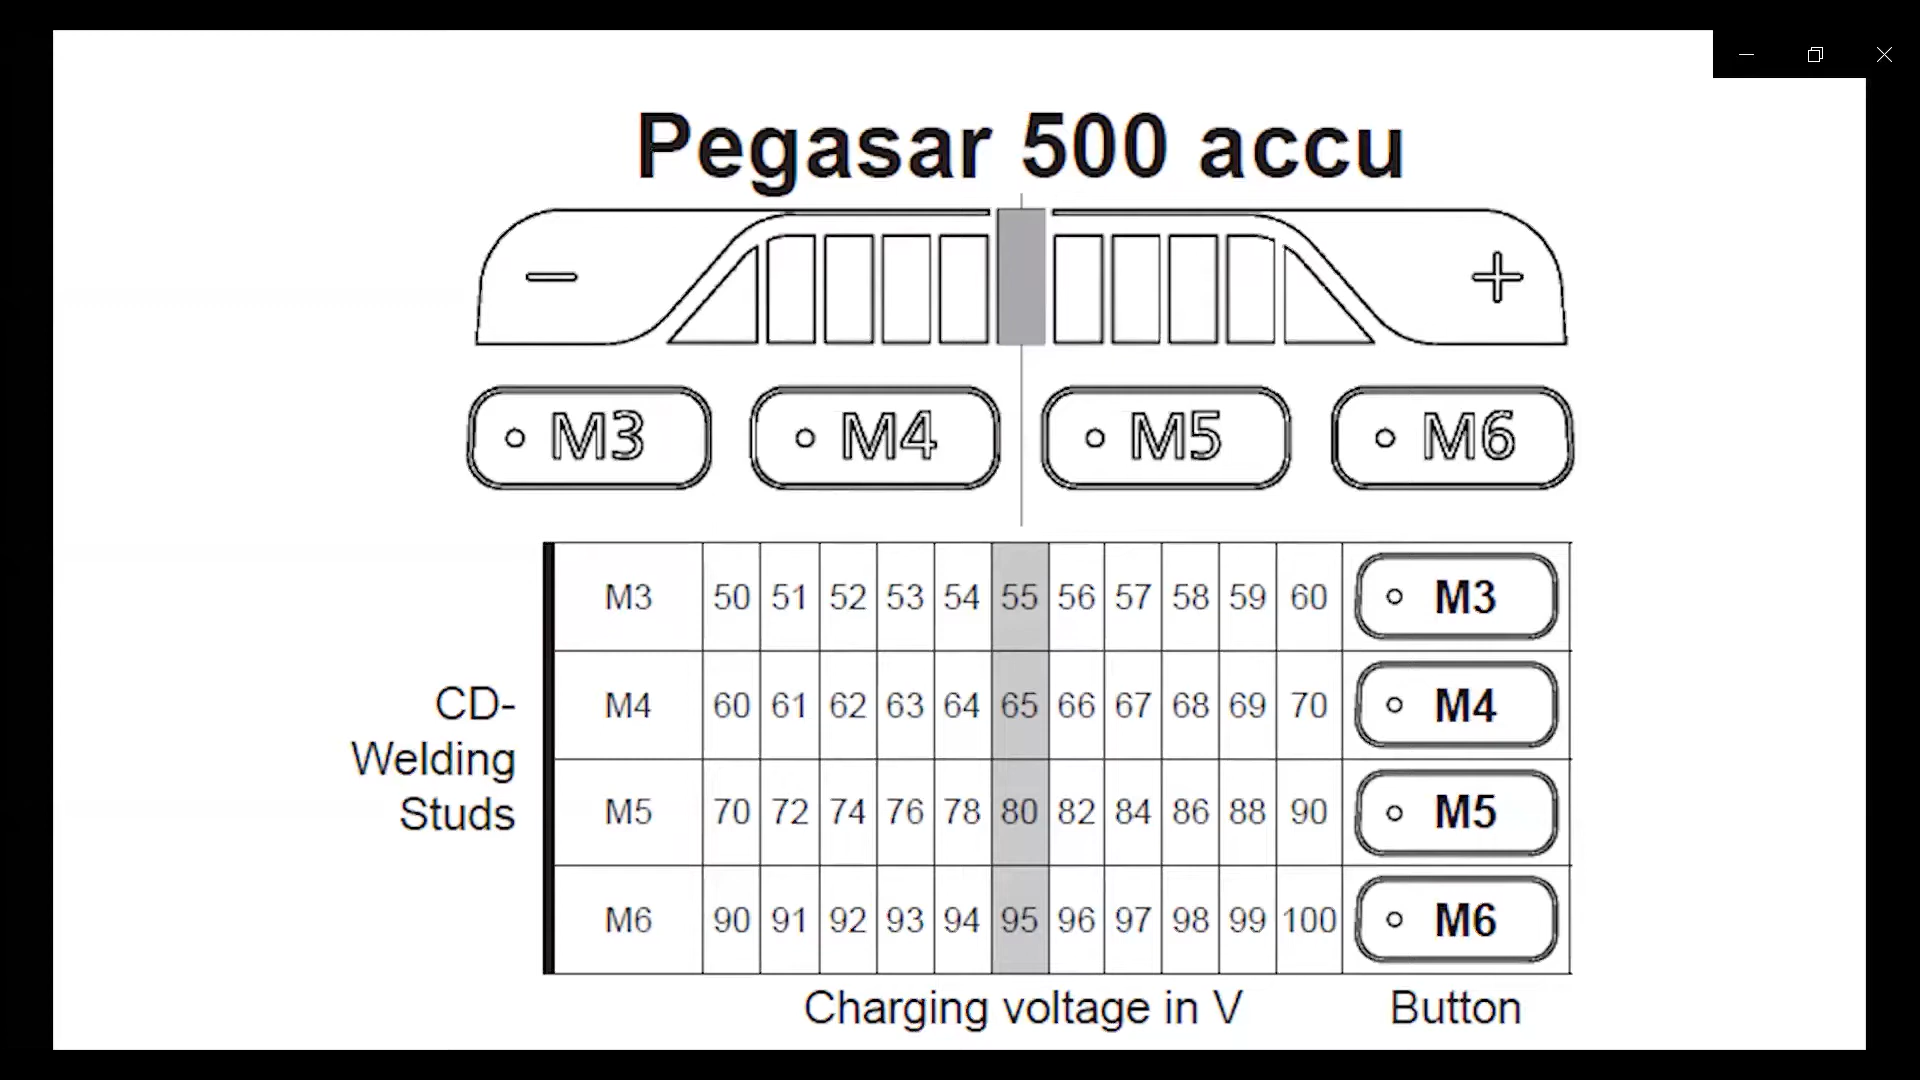 Pegasar 500 accu
− +
M3 M4 M5 M6
M3 50 51 52 53 54 55 56 57 58 59 60 M3
M4 60 61 62 63 64 65 66 67 68 69 70 M4
CD-
Welding
Studs
M5 70 72 74 76 78 80 82 84 86 88 90 M5
M6 90 91 92 93 94 95 96 97 98 99 100 M6
Charging voltage in V Button